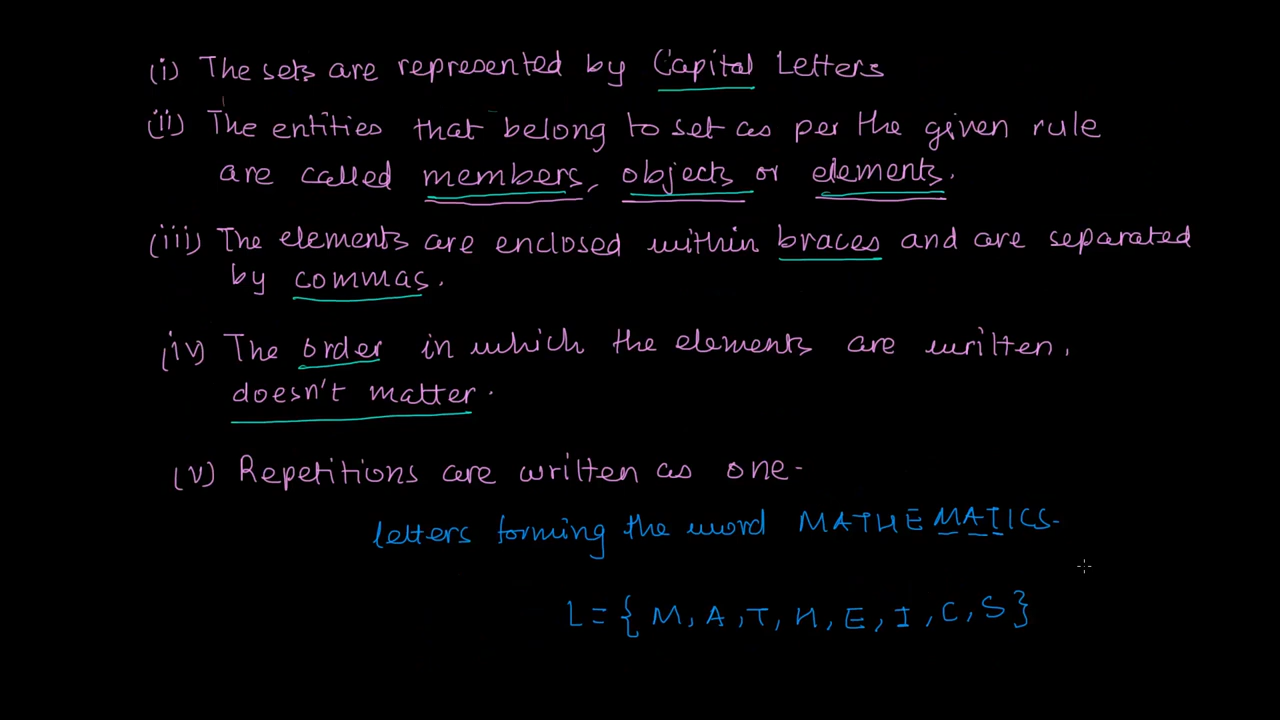 (i) The sets are represented by Capital Letters
(ii) The entities that belong to set as per the given rule
are called members, objects or elements.
(iii) The elements are enclosed within braces and are separated
by commas.
(iv) The order in which the elements are written,
doesn't matter.
(v) Repetitions are written as one-
letters forming the word MATHEMATICS-
L = { M, A, T, H, E, I, C, S }